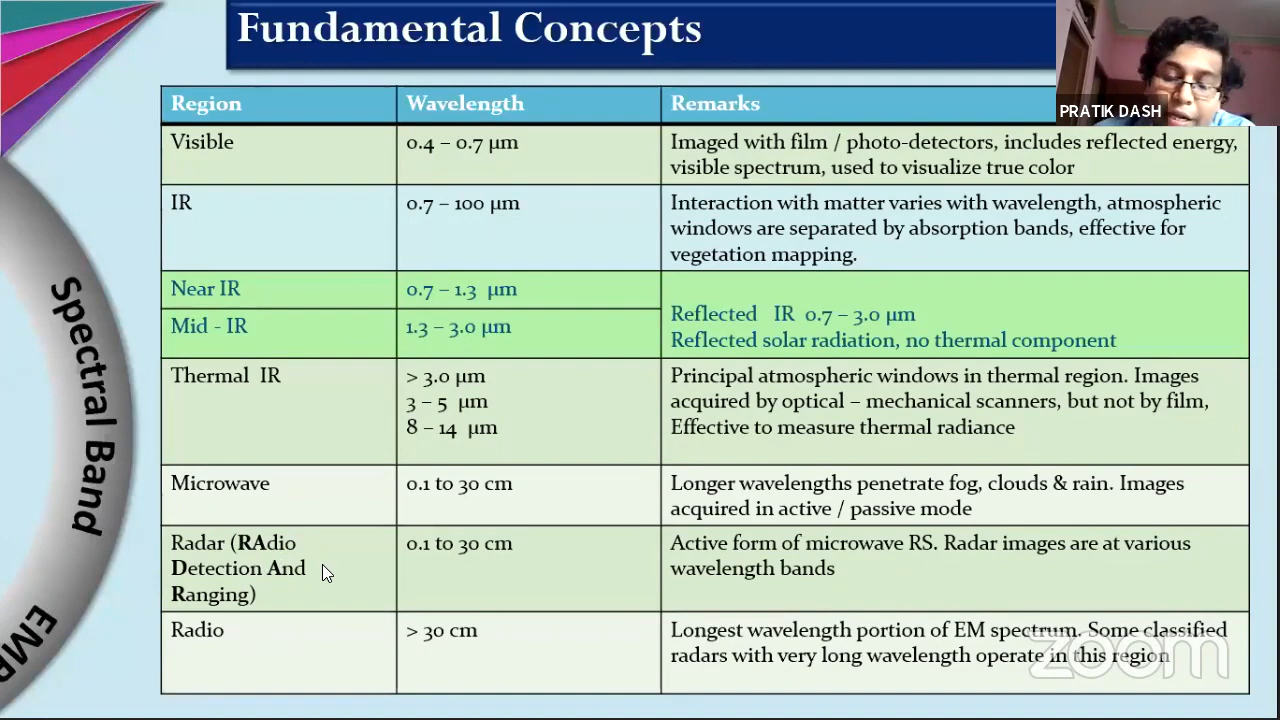 Fundamental Concepts
PRATIK DASH
Region Wavelength Remarks
Visible 0.4 – 0.7 µm Imaged with film / photo-detectors, includes reflected energy,
visible spectrum, used to visualize true color
IR 0.7 – 100 µm Interaction with matter varies with wavelength, atmospheric
windows are separated by absorption bands, effective for
vegetation mapping.
Near IR 0.7 – 1.3 µm
Mid - IR 1.3 – 3.0 µm
Reflected IR 0.7 – 3.0 µm
Reflected solar radiation, no thermal component
Thermal IR > 3.0 µm Principal atmospheric windows in thermal region. Images
3 – 5 µm acquired by optical – mechanical scanners, but not by film,
8 – 14 µm Effective to measure thermal radiance
Microwave 0.1 to 30 cm Longer wavelengths penetrate fog, clouds & rain. Images
acquired in active / passive mode
Radar (RAdio 0.1 to 30 cm Active form of microwave RS. Radar images are at various
Detection And wavelength bands
Ranging)
Radio > 30 cm Longest wavelength portion of EM spectrum. Some classified
radars with very long wavelength operate in this region
zoom
Spectral Band
EMR